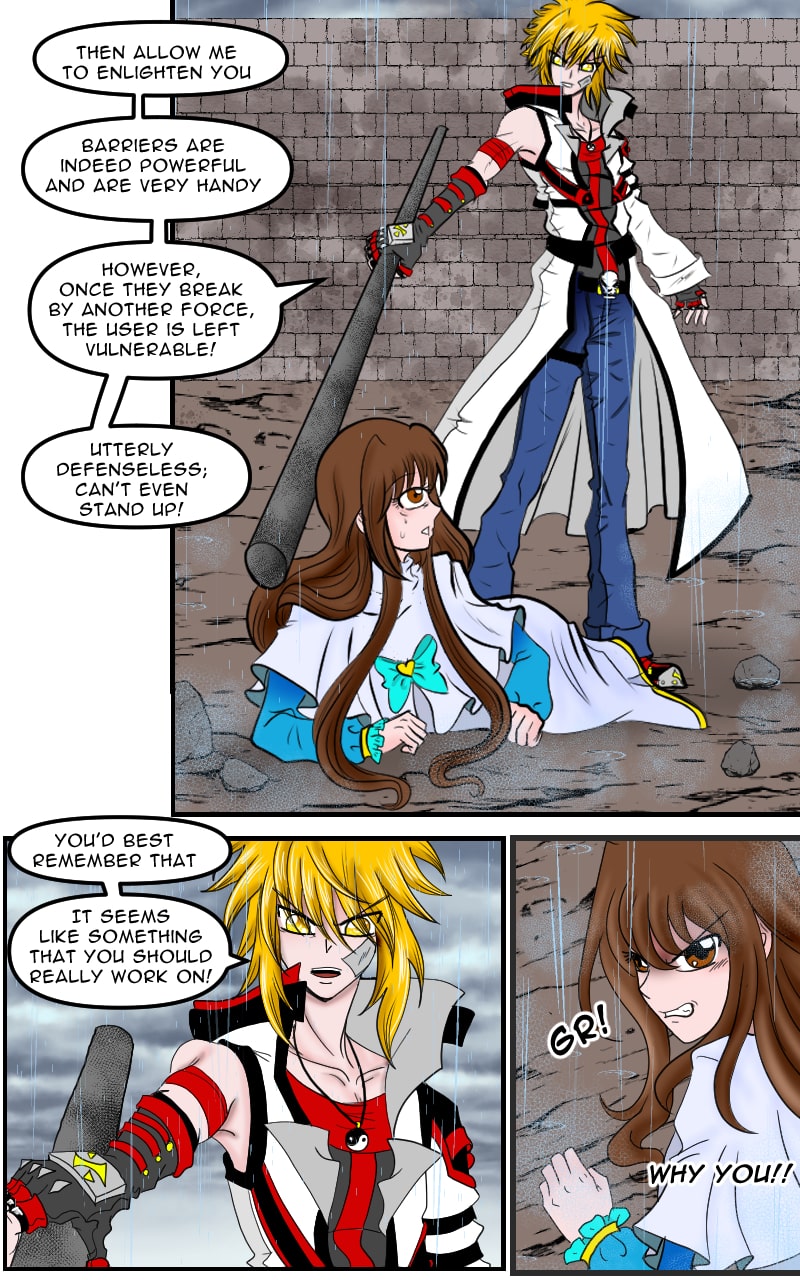 THEN ALLOW ME
TO ENLIGHTEN YOU
BARRIERS ARE
INDEED POWERFUL
AND ARE VERY HANDY
HOWEVER,
ONCE THEY BREAK
BY ANOTHER FORCE,
THE USER IS LEFT
VULNERABLE!
UTTERLY
DEFENSELESS;
CAN'T EVEN
STAND UP!
YOU'D BEST
REMEMBER THAT
IT SEEMS
LIKE SOMETHING
THAT YOU SHOULD
REALLY WORK ON!
GR!
WHY YOU!!